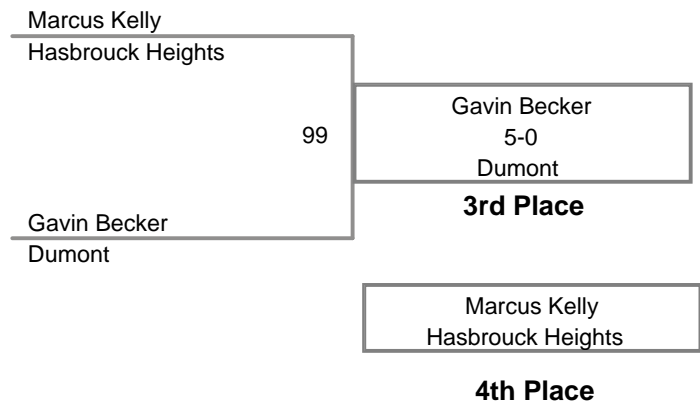 Marcus Kelly
Hasbrouck Heights
99
Gavin Becker
5-0
Dumont
3rd Place
Gavin Becker
Dumont
Marcus Kelly
Hasbrouck Heights
4th Place